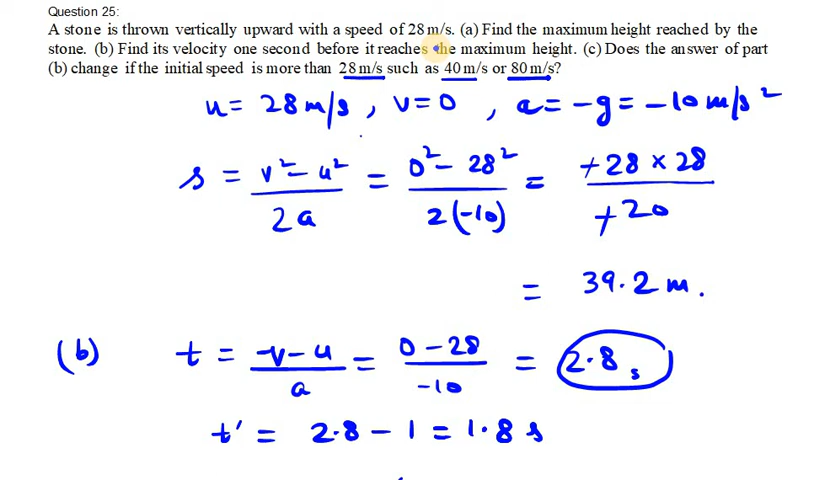 Question 25:
A stone is thrown vertically upward with a speed of 28 m/s. (a) Find the maximum height reached by the
stone. (b) Find its velocity one second before it reaches the maximum height. (c) Does the answer of part
(b) change if the initial speed is more than 28 m/s such as 40 m/s or 80 m/s?
u = 28 m/s, v = 0, a = -g = -10 m/s²
s = v² - u² / 2a = 0² - 28² / 2(-10) = +28 × 28 / +20
= 39.2 m.
(b) t = v - u / a = 0 - 28 / -10 = 2.8 s
t' = 2.8 - 1 = 1.8 s